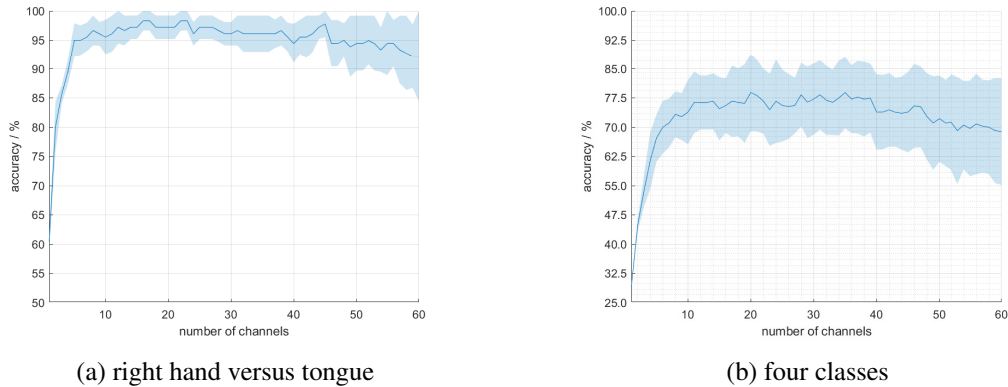 100
95
90
85
80
75
70
65
60
55
50
accuracy / %
10 20 30 40 50 60
number of channels
(a) right hand versus tongue
100.0
92.5
85.0
77.5
70.0
62.5
55.0
47.5
40.0
32.5
25.0
accuracy / %
10 20 30 40 50 60
number of channels
(b) four classes